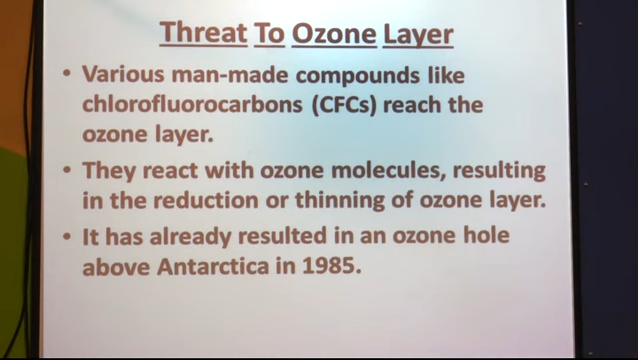 Threat To Ozone Layer
• Various man-made compounds like
chlorofluorocarbons (CFCs) reach the
ozone layer.
• They react with ozone molecules, resulting
in the reduction or thinning of ozone layer.
• It has already resulted in an ozone hole
above Antarctica in 1985.